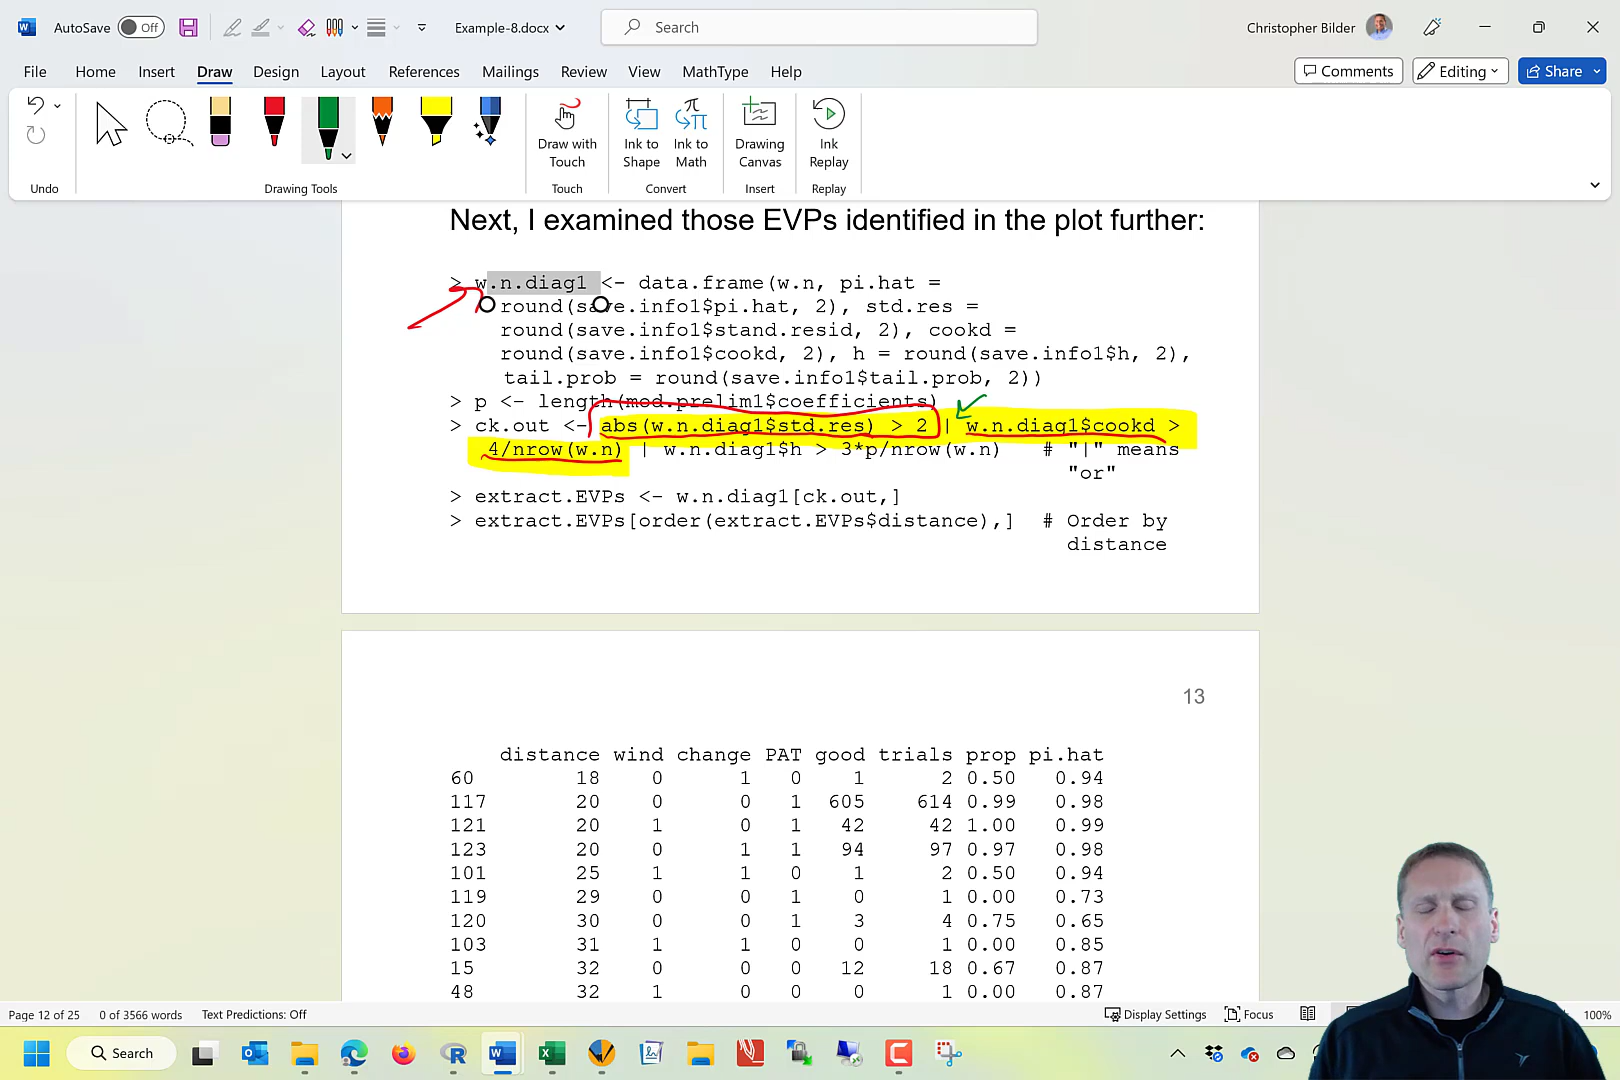 AutoSave Off Example-8.docx Search Christopher Bilder
File Home Insert Draw Design Layout References Mailings Review View MathType Help Comments Editing Share
Draw with Touch
Ink to Shape
Ink to Math
Drawing Canvas
Ink Replay
Undo Drawing Tools Touch Convert Insert Replay
Next, I examined those EVPs identified in the plot further:
> w.n.diag1 <- data.frame(w.n, pi.hat =
round(save.info1$pi.hat, 2), std.res =
round(save.info1$stand.resid, 2), cookd =
round(save.info1$cookd, 2), h = round(save.info1$h, 2),
tail.prob = round(save.info1$tail.prob, 2))
> p <- length(mod.prelim1$coefficients)
> ck.out <- abs(w.n.diag1$std.res) > 2 | w.n.diag1$cookd >
4/nrow(w.n) | w.n.diag1$h > 3*p/nrow(w.n) # "|" means
"or"
> extract.EVPs <- w.n.diag1[ck.out,]
> extract.EVPs[order(extract.EVPs$distance),] # Order by
distance
13
distance wind change PAT good trials prop pi.hat
60 18 0 1 0 1 2 0.50 0.94
117 20 0 0 1 605 614 0.99 0.98
121 20 1 0 1 42 42 1.00 0.99
123 20 0 1 1 94 97 0.97 0.98
101 25 1 1 0 1 2 0.50 0.94
119 29 0 0 1 0 1 0.00 0.73
120 30 0 0 1 3 4 0.75 0.65
103 31 1 1 0 0 1 0.00 0.85
15 32 0 0 0 12 18 0.67 0.87
48 32 1 0 0 0 1 0.00 0.87
Page 12 of 25 0 of 3566 words Text Predictions: Off Display Settings Focus 100%
Search